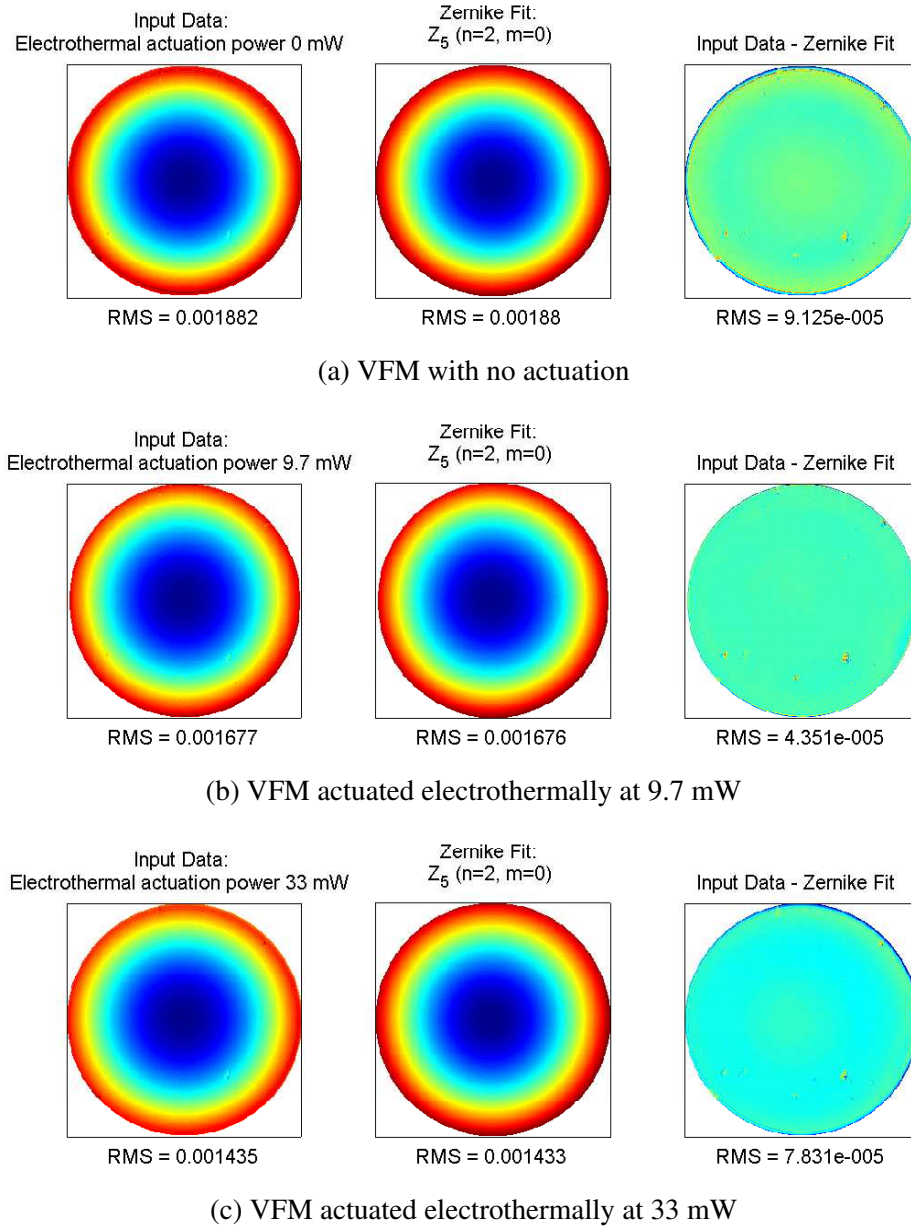 Input Data:
Electrothermal actuation power 0 mW
Zernike Fit:
Z5 (n=2, m=0)
Input Data - Zernike Fit
RMS = 0.001882
RMS = 0.00188
RMS = 9.125e-005
(a) VFM with no actuation
Input Data:
Electrothermal actuation power 9.7 mW
Zernike Fit:
Z5 (n=2, m=0)
Input Data - Zernike Fit
RMS = 0.001677
RMS = 0.001676
RMS = 4.351e-005
(b) VFM actuated electrothermally at 9.7 mW
Input Data:
Electrothermal actuation power 33 mW
Zernike Fit:
Z5 (n=2, m=0)
Input Data - Zernike Fit
RMS = 0.001435
RMS = 0.001433
RMS = 7.831e-005
(c) VFM actuated electrothermally at 33 mW